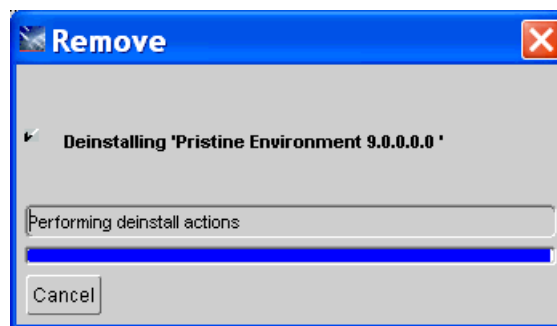 Remove
Deinstalling 'Pristine Environment 9.0.0.0.0 '
Performing deinstall actions
Cancel